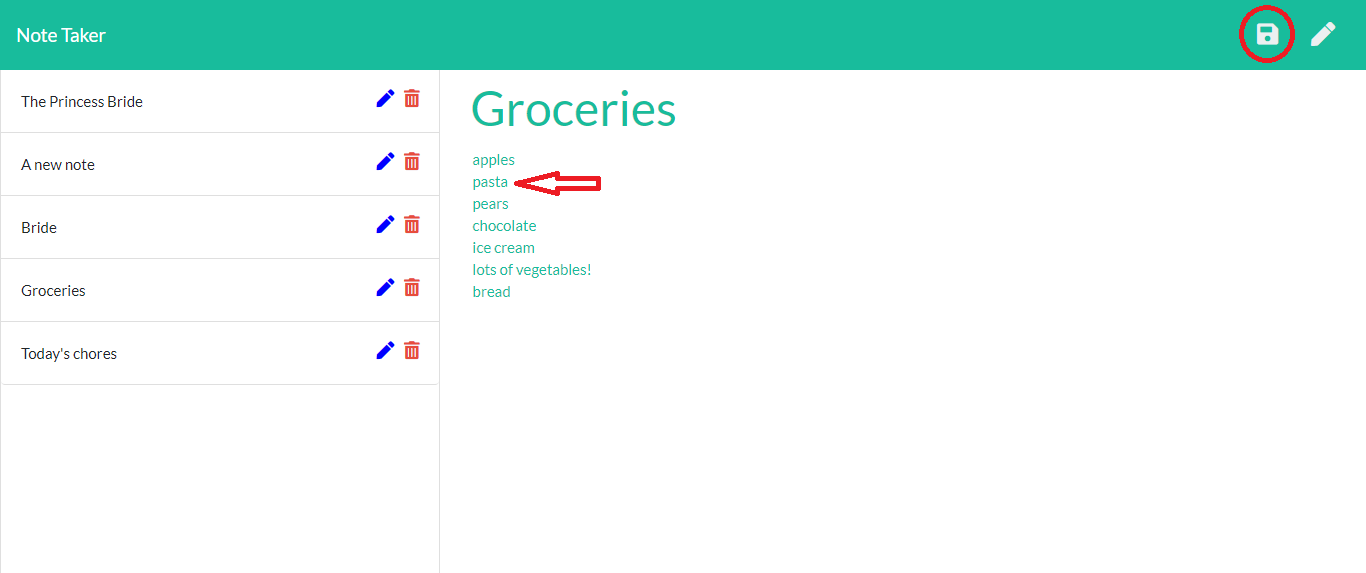 Note Taker
The Princess Bride
A new note
Bride
Groceries
Today's chores
Groceries
apples
pasta
pears
chocolate
ice cream
lots of vegetables!
bread